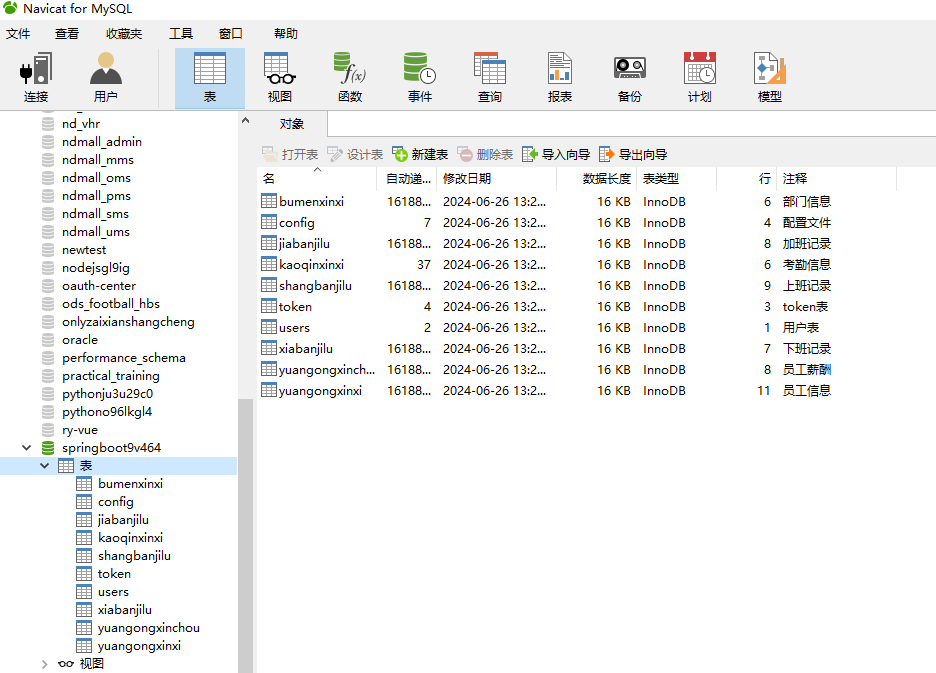 Navicat for MySQL
文件 查看 收藏夹 工具 窗口 帮助
连接 用户 表 视图 函数 事件 查询 报表 备份 计划 模型
nd_vhr
ndmall_admin
ndmall_mms
ndmall_oms
ndmall_pms
ndmall_sms
ndmall_ums
newtest
nodejsgl9ig
oauth-center
ods_football_hbs
onlyzaixianshangcheng
oracle
performance_schema
practical_training
pythonju3u29c0
pythono96lkgl4
ry-vue
springboot9v464
表
bumenxinxi
config
jiabanjilu
kaoqinxinxi
shangbanjilu
token
users
xiabanjilu
yuangongxinchou
yuangongxinxi
视图
对象
打开表 设计表 新建表 删除表 导入向导 导出向导
名 自动递... 修改日期 数据长度 表类型 行 注释
bumenxinxi 16188... 2024-06-26 13:2... 16 KB InnoDB 6 部门信息
config 7 2024-06-26 13:2... 16 KB InnoDB 4 配置文件
jiabanjilu 16188... 2024-06-26 13:2... 16 KB InnoDB 8 加班记录
kaoqinxinxi 37 2024-06-26 13:2... 16 KB InnoDB 6 考勤信息
shangbanjilu 16188... 2024-06-26 13:2... 16 KB InnoDB 9 上班记录
token 4 2024-06-26 13:2... 16 KB InnoDB 3 token表
users 2 2024-06-26 13:2... 16 KB InnoDB 1 用户表
xiabanjilu 16188... 2024-06-26 13:2... 16 KB InnoDB 7 下班记录
yuangongxinch... 16188... 2024-06-26 13:2... 16 KB InnoDB 8 员工薪酬
yuangongxinxi 16188... 2024-06-26 13:2... 16 KB InnoDB 11 员工信息